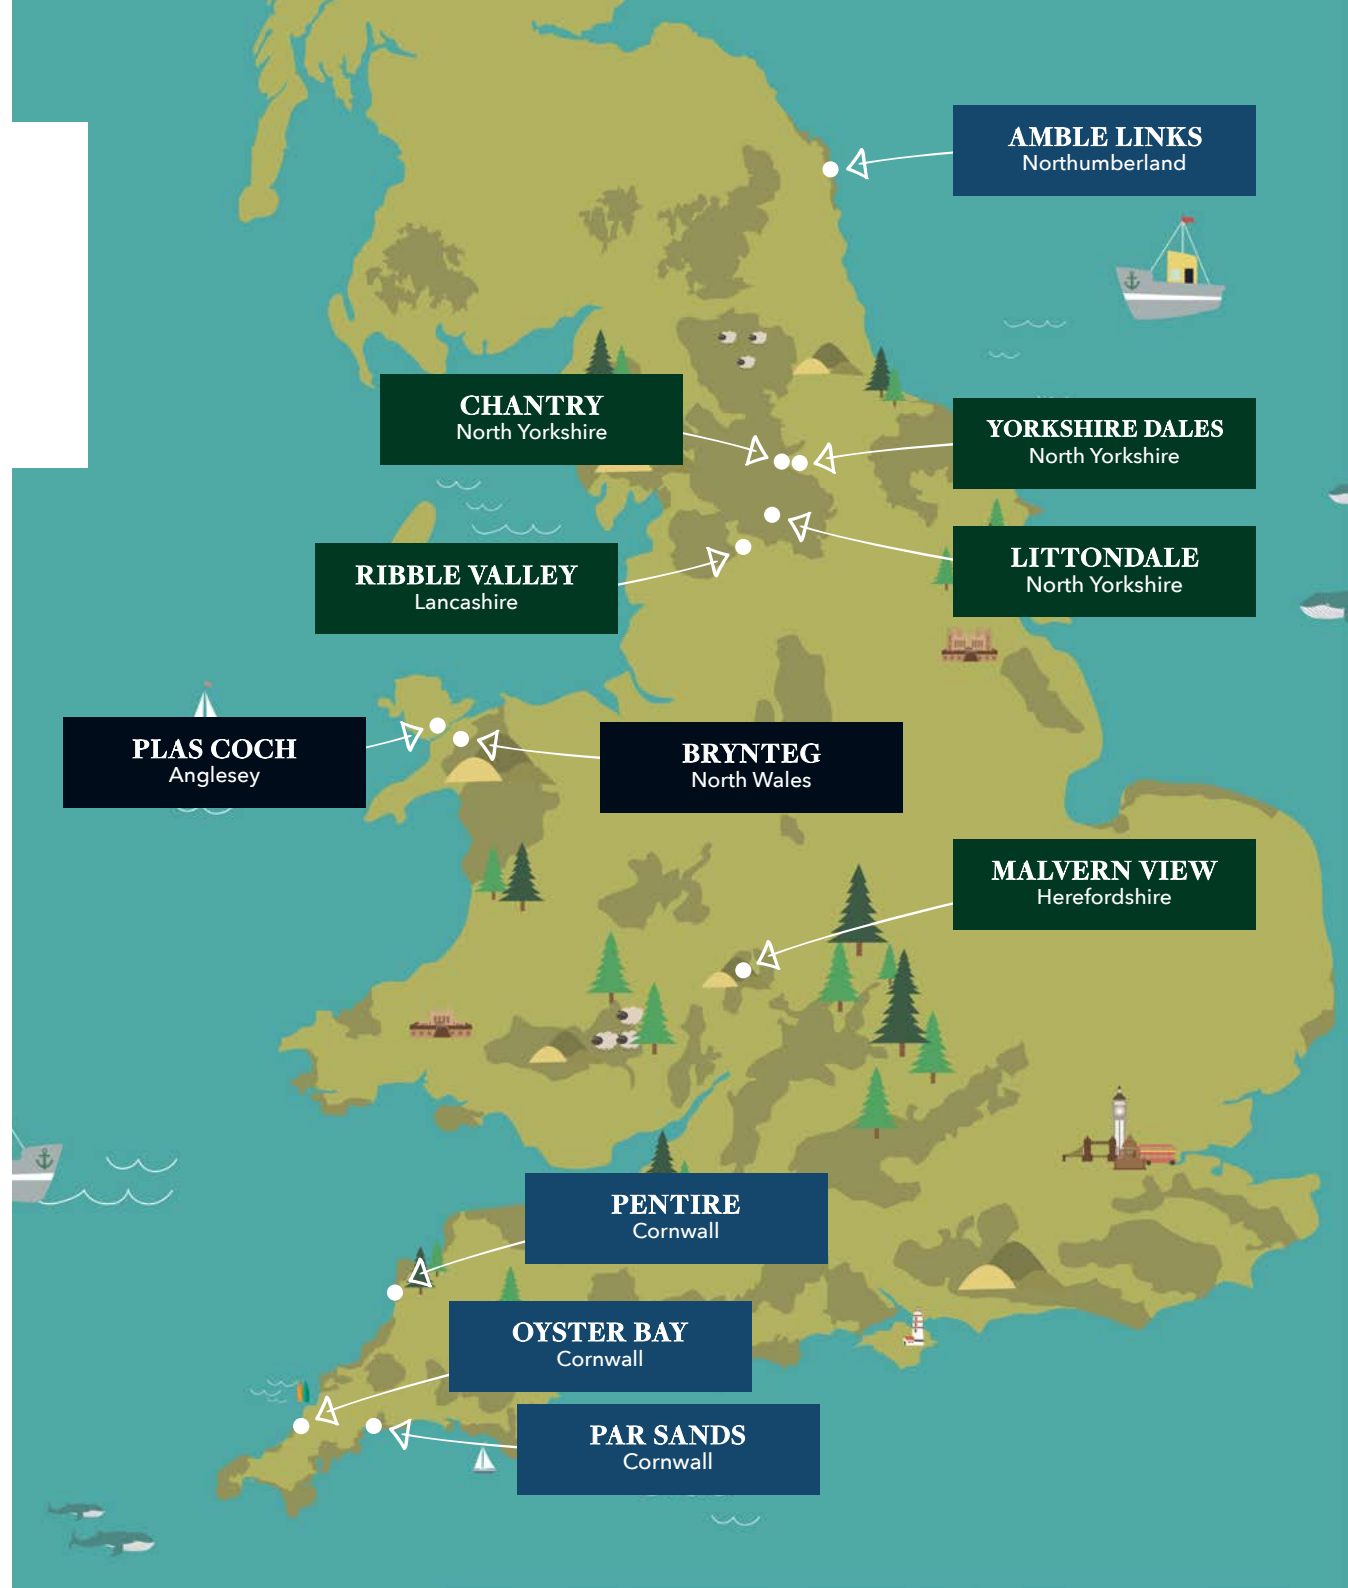 AMBLE LINKS
Northumberland
CHANTRY
North Yorkshire
YORKSHIRE DALES
North Yorkshire
LITTONDALE
North Yorkshire
RIBBLE VALLEY
Lancashire
PLAS COCH
Anglesey
BRYNTEG
North Wales
MALVERN VIEW
Herefordshire
PENTIRE
Cornwall
OYSTER BAY
Cornwall
PAR SANDS
Cornwall